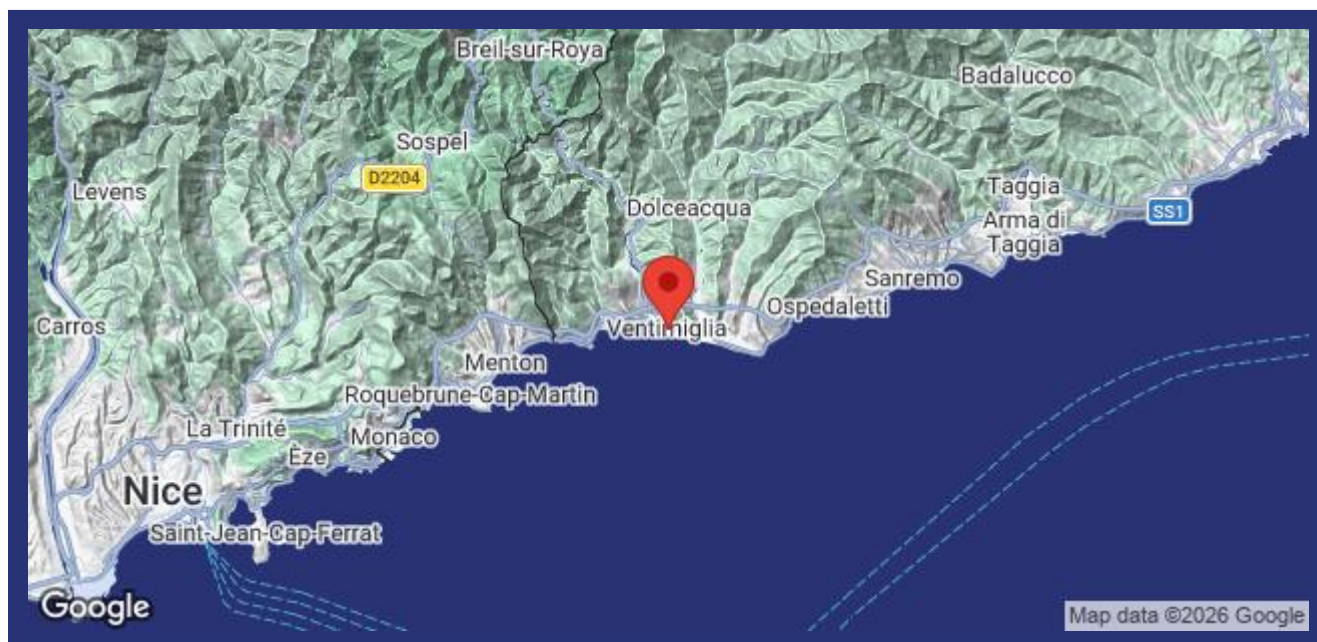 Breil-sur-Roya
Badalucco
Sospel
D2204
Levens
Taggia
Dolceacqua
SS1
Arma di
Taggia
Sanremo
Ospedaletti
Carros
Ventimiglia
Menton
Roquebrune-Cap-Martin
La Trinité
Monaco
Èze
Nice
Saint-Jean-Cap-Ferrat
Google
Map data ©2026 Google